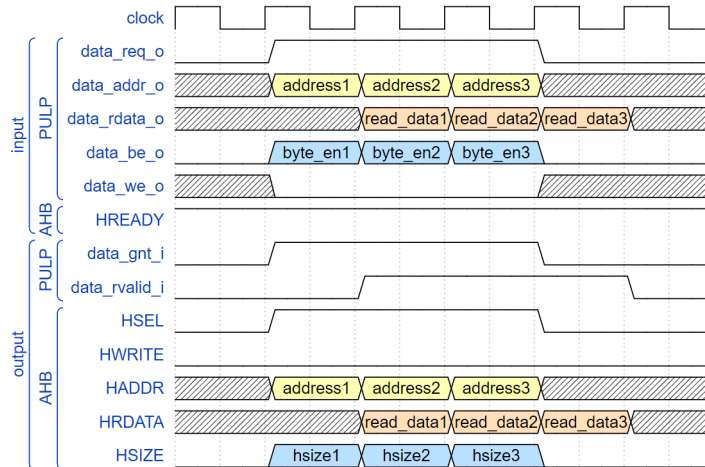 clock
data_req_o
data_addr_o address1 address2 address3
data_rdata_o read_data1 read_data2 read_data3
data_be_o byte_en1 byte_en2 byte_en3
data_we_o
HREADY
data_gnt_i
data_rvalid_i
HSEL
HWRITE
HADDR address1 address2 address3
HRDATA read_data1 read_data2 read_data3
HSIZE hsize1 hsize2 hsize3
input
PULP
AHB
output
PULP
AHB